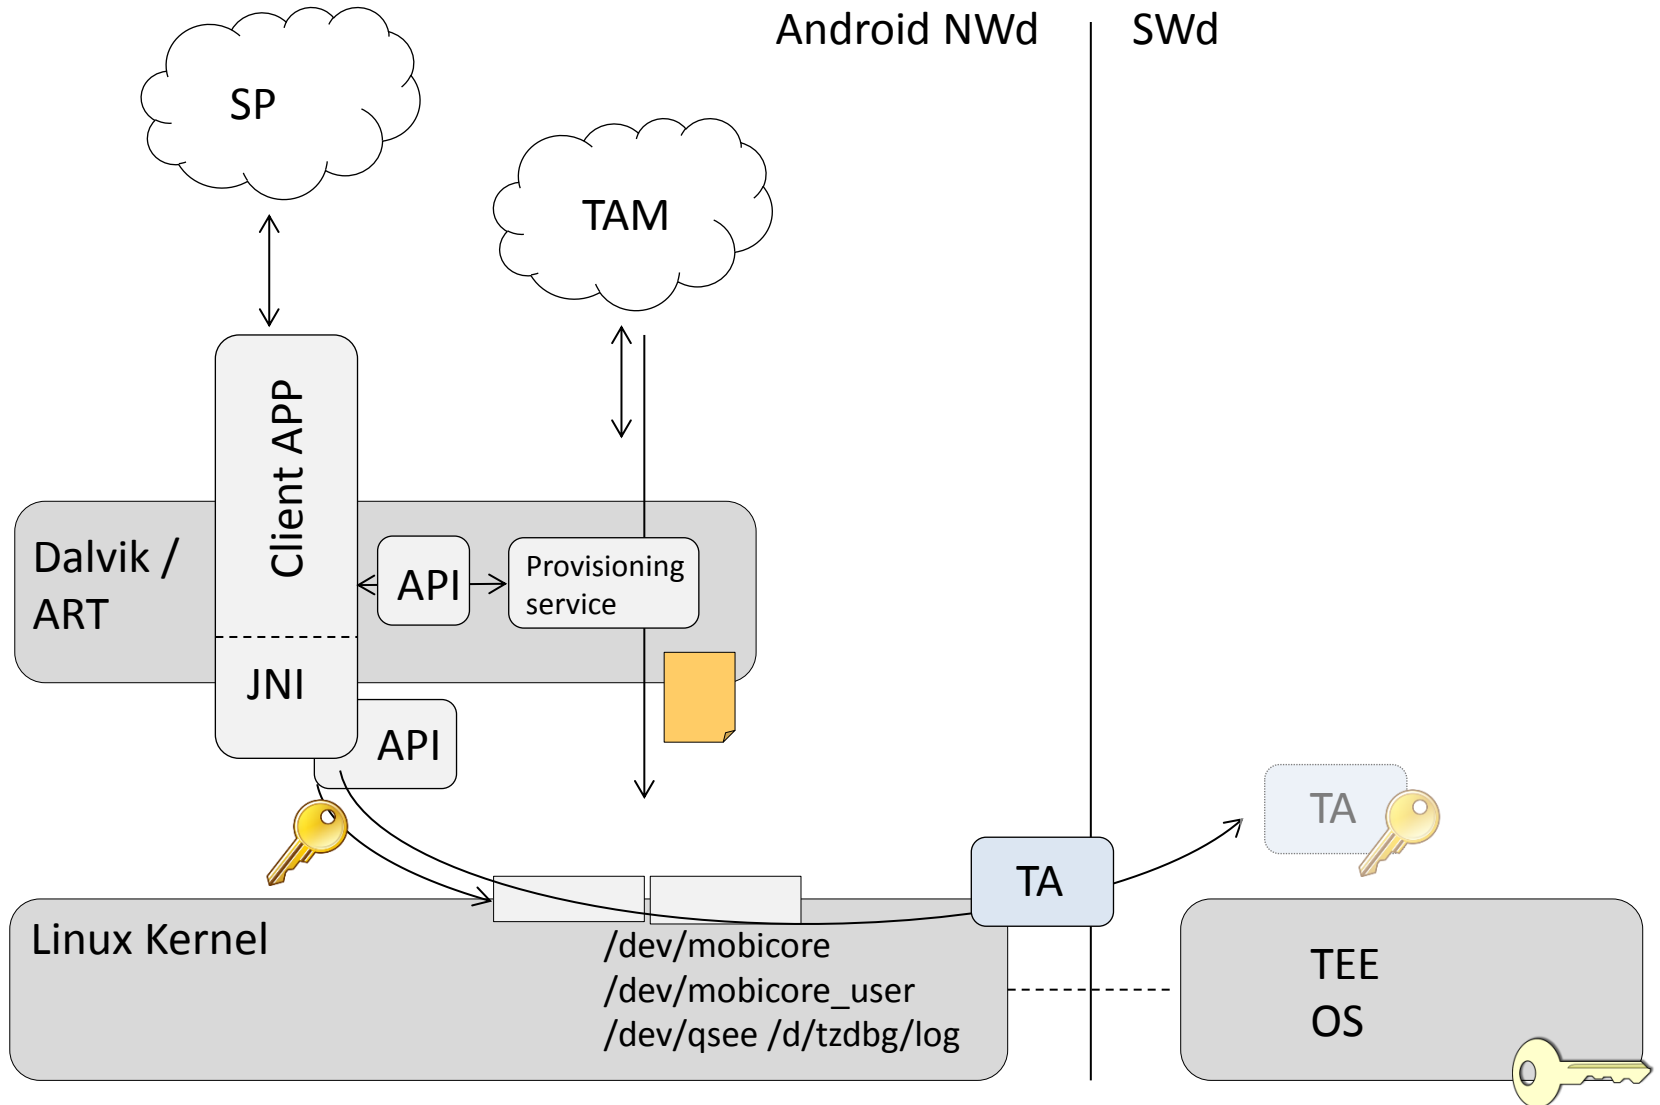 Android NWd
SWd
SP
TAM
Client APP
Dalvik /
ART
API
Provisioning
service
JNI
API
TA
TA
Linux Kernel
/dev/mobicore
/dev/mobicore_user
/dev/qsee /d/tzdbg/log
TEE
OS